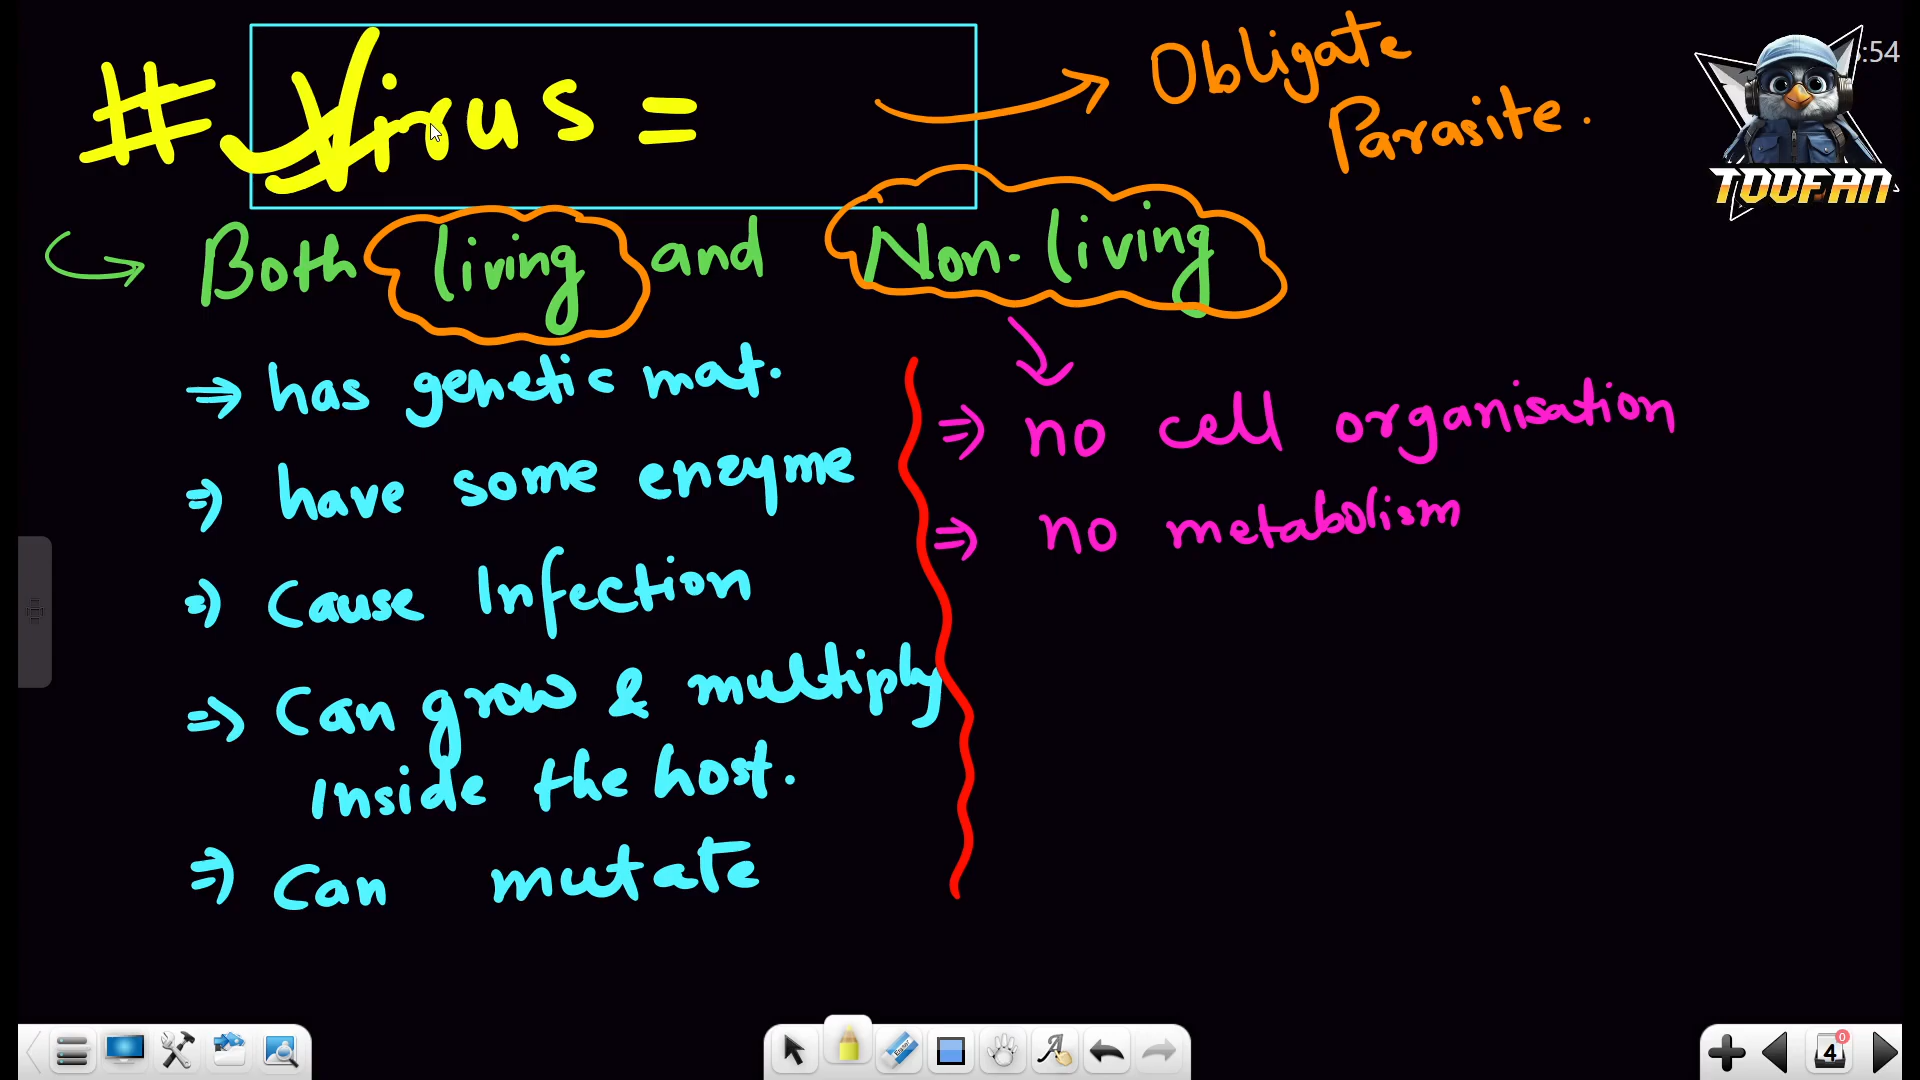 # Virus =
Obligate
Parasite.
:54
TOOFAN
Both living and Non-living
⇒ has genetic mat.
⇒ have some enzyme
⇒ Cause Infection
⇒ Can grow & multiply
Inside the host.
⇒ Can mutate
⇒ no cell organisation
⇒ no metabolism
4
0